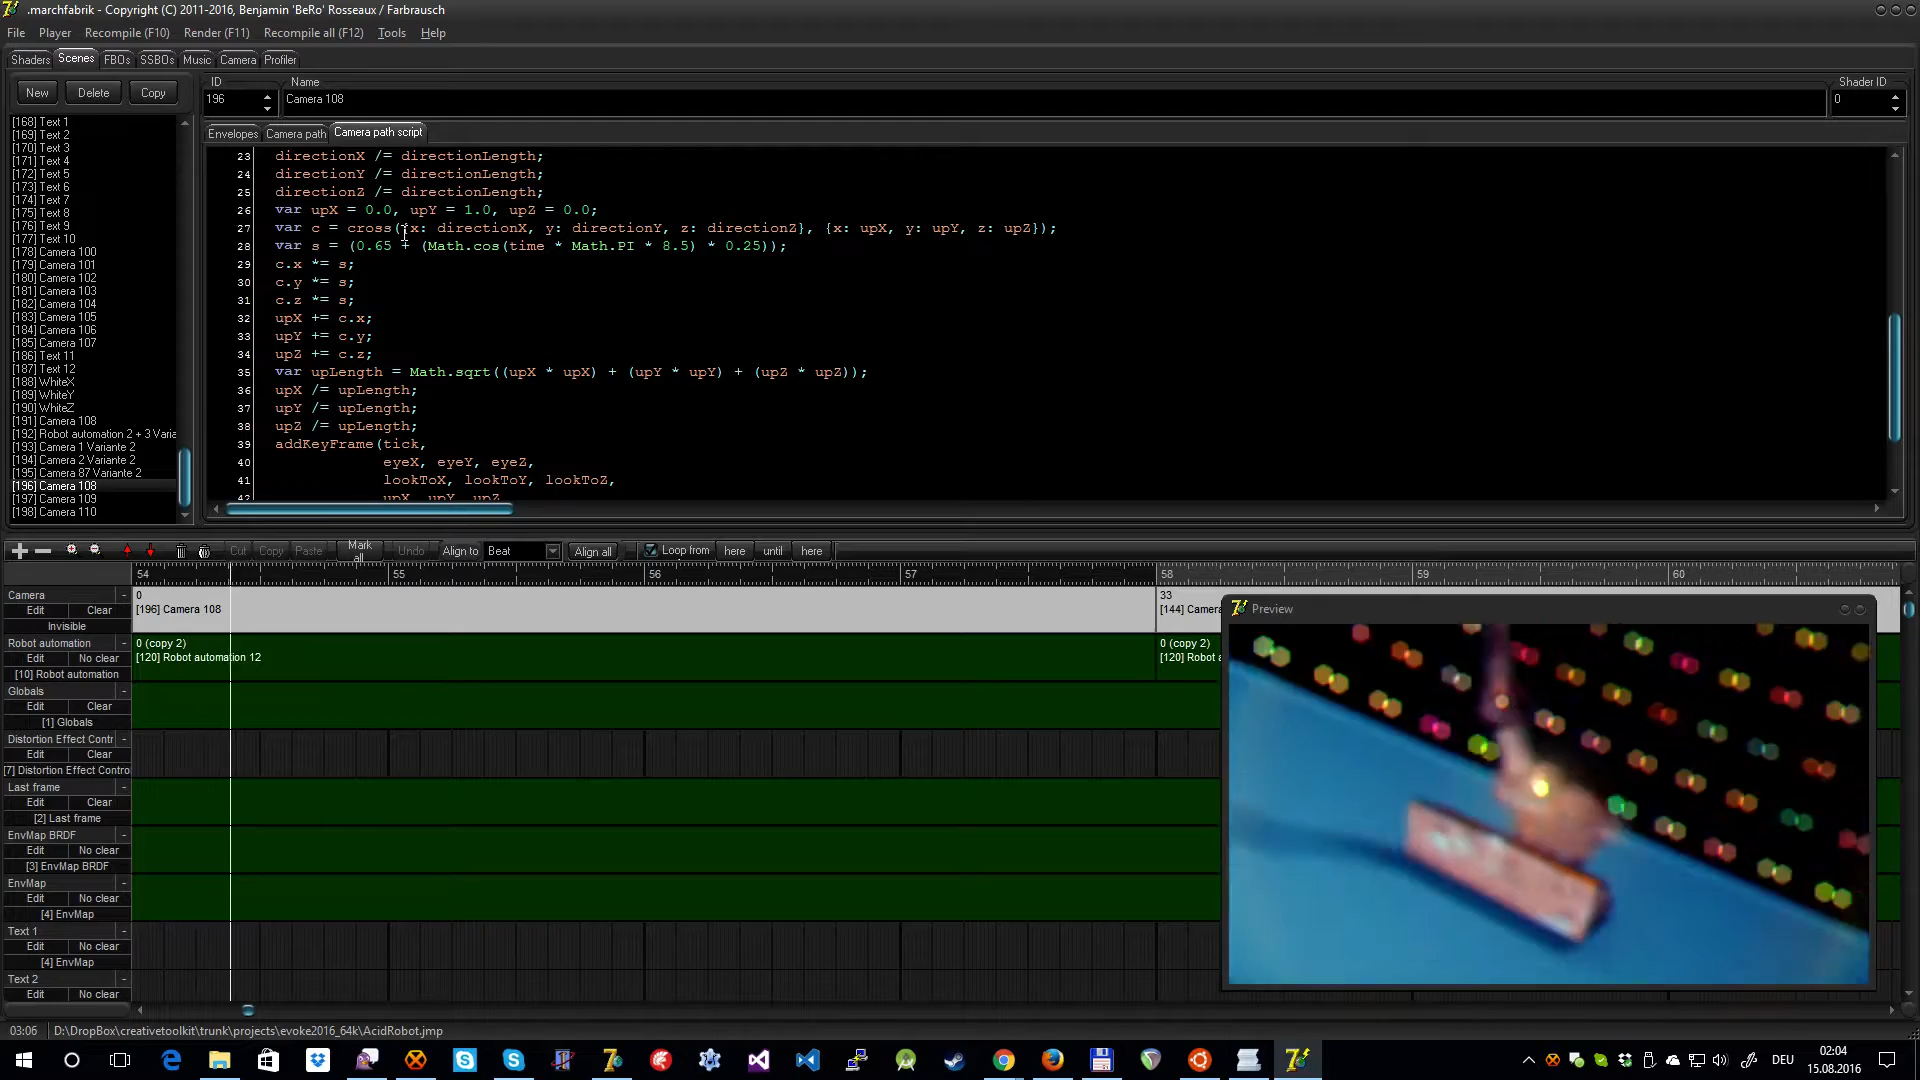 .marchfabrik - Copyright (C) 2011-2016, Benjamin 'BeRo' Rosseaux / Farbrausch
File Player Recompile (F10) Render (F11) Recompile all (F12) Tools Help
Shaders Scenes FBOs SSBOs Music Camera Profiler
New Delete Copy
ID Name Shader ID
196 Camera 108 0
Envelopes Camera path Camera path script
[168] Text 1
[169] Text 2
[170] Text 3
[171] Text 4
[172] Text 5
[173] Text 6
[174] Text 7
[175] Text 8
[176] Text 9
[177] Text 10
[178] Camera 100
[179] Camera 101
[180] Camera 102
[181] Camera 103
[182] Camera 104
[183] Camera 105
[184] Camera 106
[185] Camera 107
[186] Text 11
[187] Text 12
[188] WhiteX
[189] WhiteY
[190] WhiteZ
[191] Camera 108
[192] Robot automation 2 + 3 Varia
[193] Camera 1 Variante 2
[194] Camera 2 Variante 2
[195] Camera 87 Variante 2
[196] Camera 108
[197] Camera 109
[198] Camera 110
23 directionX /= directionLength;
24 directionY /= directionLength;
25 directionZ /= directionLength;
26 var upX = 0.0, upY = 1.0, upZ = 0.0;
27 var c = cross({x: directionX, y: directionY, z: directionZ}, {x: upX, y: upY, z: upZ});
28 var s = (0.65 + (Math.cos(time * Math.PI * 8.5) * 0.25));
29 c.x *= s;
30 c.y *= s;
31 c.z *= s;
32 upX += c.x;
33 upY += c.y;
34 upZ += c.z;
35 var upLength = Math.sqrt((upX * upX) + (upY * upY) + (upZ * upZ));
36 upX /= upLength;
37 upY /= upLength;
38 upZ /= upLength;
39 addKeyFrame(tick,
40 eyeX, eyeY, eyeZ,
41 lookToX, lookToY, lookToZ,
42 upX, upY, upZ
Cut Copy Paste Mark all Undo Align to Beat Align all Loop from here until here
54 55 56 57 58 59 60
Camera -
Edit Clear
Invisible
0
[196] Camera 108
33
[144] Camera
Robot automation -
Edit No clear
[10] Robot automation
0 (copy 2)
[120] Robot automation 12
0 (copy 2)
[120] Robot a
Globals -
Edit Clear
[1] Globals
Distortion Effect Contr -
Edit Clear
[7] Distortion Effect Contro
Last frame -
Edit Clear
[2] Last frame
EnvMap BRDF -
Edit No clear
[3] EnvMap BRDF
EnvMap -
Edit No clear
[4] EnvMap
Text 1 -
Edit No clear
[4] EnvMap
Text 2 -
Edit No clear
Preview
03:06 D:\DropBox\creativetoolkit\trunk\projects\evoke2016_64k\AcidRobot.jmp
DEU
02:04
15.08.2016